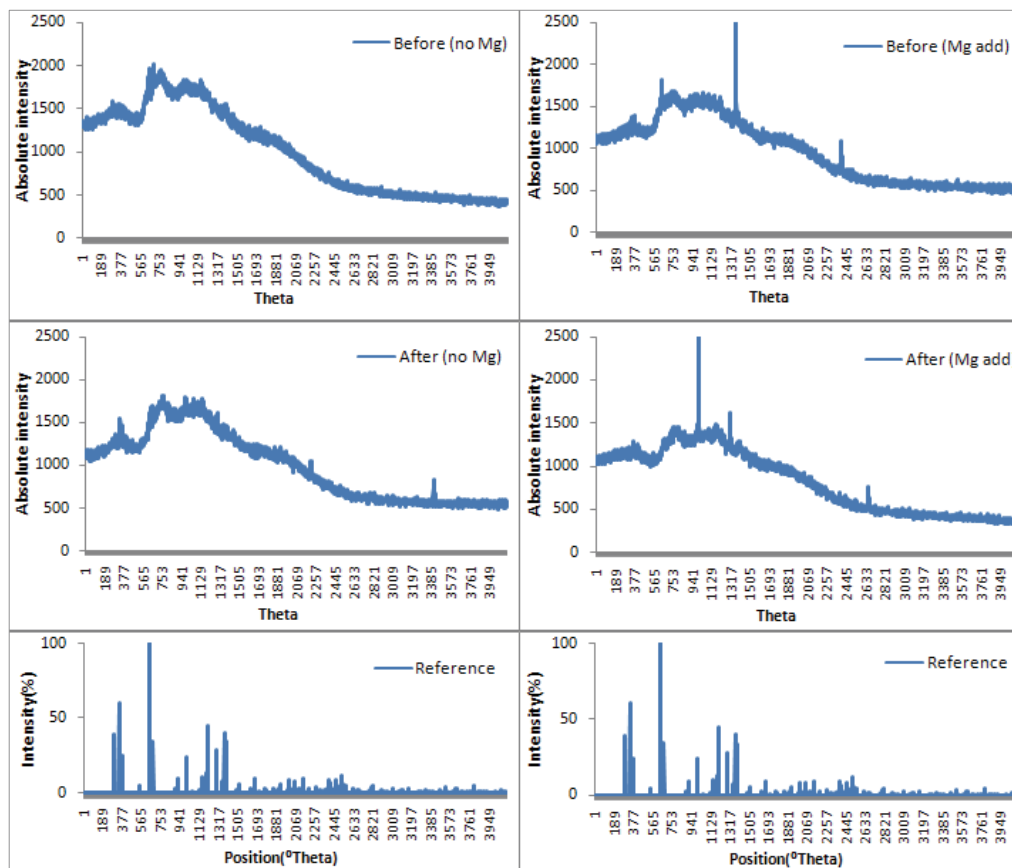 2500
2000
1500
1000
500
0
Absolute intensity
Before (no Mg)
1 189 377 565 753 941 1129 1317 1505 1693 1881 2069 2257 2445 2633 2821 3009 3197 3385 3573 3761 3949
Theta
2500
2000
1500
1000
500
0
Absolute intensity
Before (Mg add)
1 189 377 565 753 941 1129 1317 1505 1693 1881 2069 2257 2445 2633 2821 3009 3197 3385 3573 3761 3949
Theta
2500
2000
1500
1000
500
0
Absolute intensity
After (no Mg)
1 189 377 565 753 941 1129 1317 1505 1693 1881 2069 2257 2445 2633 2821 3009 3197 3385 3573 3761 3949
Theta
2500
2000
1500
1000
500
0
Absolute intensity
After (Mg add
1 189 377 565 753 941 1129 1317 1505 1693 1881 2069 2257 2445 2633 2821 3009 3197 3385 3573 3761 3949
Theta
100
50
0
Intensity(%)
Reference
1 189 377 565 753 941 1129 1317 1505 1693 1881 2069 2257 2445 2633 2821 3009 3197 3385 3573 3761 3949
Position(⁰Theta)
100
50
0
Intensity(%)
Reference
1 189 377 565 753 941 1129 1317 1505 1693 1881 2069 2257 2445 2633 2821 3009 3197 3385 3573 3761 3949
Position(⁰Theta)